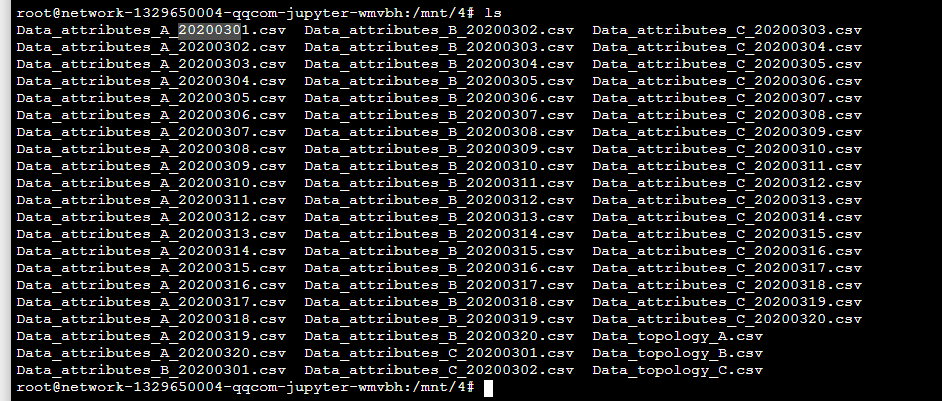 root@network-1329650004-qqcom-jupyter-wmvbh:/mnt/4# ls
Data_attributes_A_20200301.csv  Data_attributes_B_20200302.csv  Data_attributes_C_20200303.csv
Data_attributes_A_20200302.csv  Data_attributes_B_20200303.csv  Data_attributes_C_20200304.csv
Data_attributes_A_20200303.csv  Data_attributes_B_20200304.csv  Data_attributes_C_20200305.csv
Data_attributes_A_20200304.csv  Data_attributes_B_20200305.csv  Data_attributes_C_20200306.csv
Data_attributes_A_20200305.csv  Data_attributes_B_20200306.csv  Data_attributes_C_20200307.csv
Data_attributes_A_20200306.csv  Data_attributes_B_20200307.csv  Data_attributes_C_20200308.csv
Data_attributes_A_20200307.csv  Data_attributes_B_20200308.csv  Data_attributes_C_20200309.csv
Data_attributes_A_20200308.csv  Data_attributes_B_20200309.csv  Data_attributes_C_20200310.csv
Data_attributes_A_20200309.csv  Data_attributes_B_20200310.csv  Data_attributes_C_20200311.csv
Data_attributes_A_20200310.csv  Data_attributes_B_20200311.csv  Data_attributes_C_20200312.csv
Data_attributes_A_20200311.csv  Data_attributes_B_20200312.csv  Data_attributes_C_20200313.csv
Data_attributes_A_20200312.csv  Data_attributes_B_20200313.csv  Data_attributes_C_20200314.csv
Data_attributes_A_20200313.csv  Data_attributes_B_20200314.csv  Data_attributes_C_20200315.csv
Data_attributes_A_20200314.csv  Data_attributes_B_20200315.csv  Data_attributes_C_20200316.csv
Data_attributes_A_20200315.csv  Data_attributes_B_20200316.csv  Data_attributes_C_20200317.csv
Data_attributes_A_20200316.csv  Data_attributes_B_20200317.csv  Data_attributes_C_20200318.csv
Data_attributes_A_20200317.csv  Data_attributes_B_20200318.csv  Data_attributes_C_20200319.csv
Data_attributes_A_20200318.csv  Data_attributes_B_20200319.csv  Data_attributes_C_20200320.csv
Data_attributes_A_20200319.csv  Data_attributes_B_20200320.csv  Data_topology_A.csv
Data_attributes_A_20200320.csv  Data_attributes_C_20200301.csv  Data_topology_B.csv
Data_attributes_B_20200301.csv  Data_attributes_C_20200302.csv  Data_topology_C.csv
root@network-1329650004-qqcom-jupyter-wmvbh:/mnt/4#